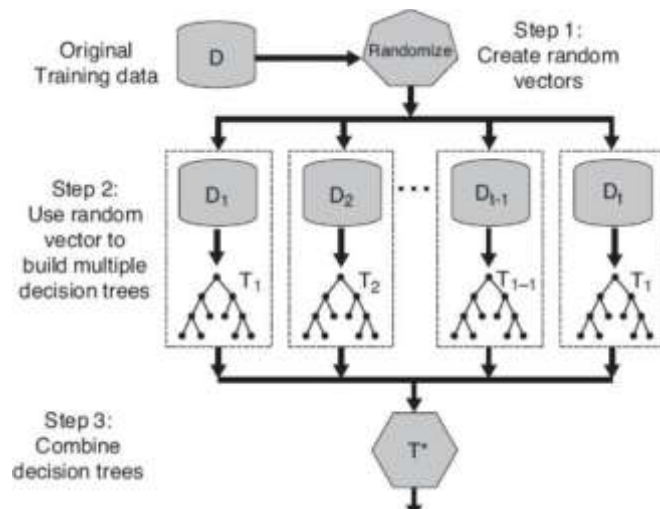 Original
Training data
D
Randomize
Step 1:
Create random
vectors
Step 2:
Use random
vector to
build multiple
decision trees
D₁
D₂
. . .
Dₜ₋₁
Dₜ
T₁
T₂
T₁₋₁
T₁
Step 3:
Combine
decision trees
T*